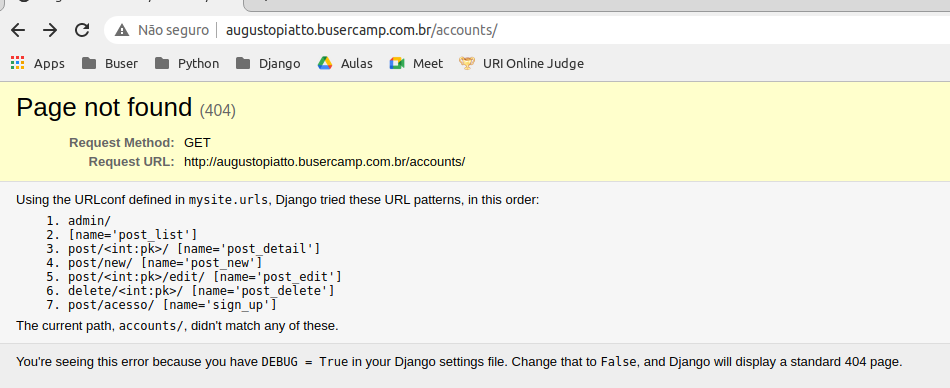 Não seguro | augustopiatto.busercamp.com.br/accounts/
Apps Buser Python Django Aulas Meet URI Online Judge
Page not found (404)
Request Method: GET
Request URL: http://augustopiatto.busercamp.com.br/accounts/
Using the URLconf defined in mysite.urls, Django tried these URL patterns, in this order:
1. admin/
2. [name='post_list']
3. post/<int:pk>/ [name='post_detail']
4. post/new/ [name='post_new']
5. post/<int:pk>/edit/ [name='post_edit']
6. delete/<int:pk>/ [name='post_delete']
7. post/acesso/ [name='sign_up']
The current path, accounts/, didn't match any of these.
You're seeing this error because you have DEBUG = True in your Django settings file. Change that to False, and Django will display a standard 404 page.